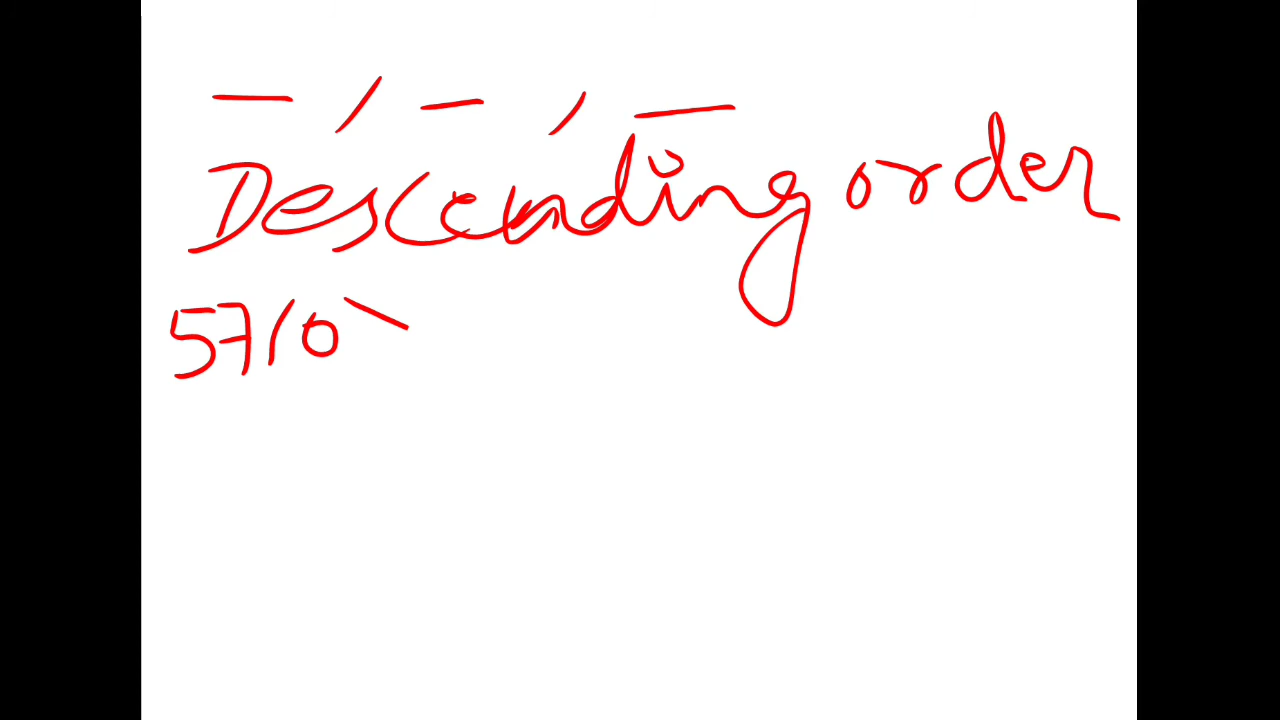 — , — , —
Descending order
5710